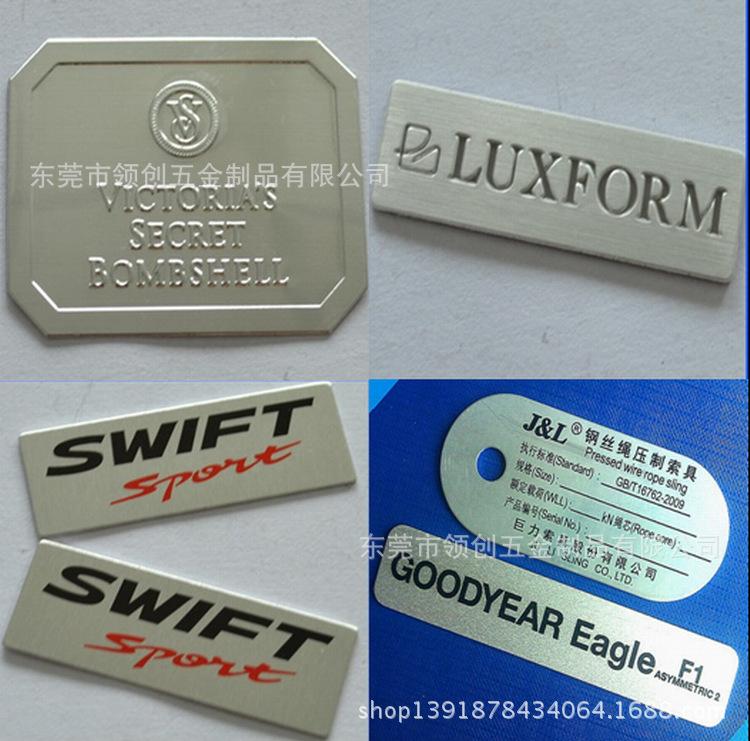 VS
东莞市领创五金制品有限公司
VICTORIA'S
SECRET
BOMBSHELL
LUXFORM
SWIFT
Sport
SWIFT
Sport
J&L® 钢丝绳压制索具
Pressed wire rope sling
执行标准(Standard): GB/T16762-2009
规格(Size):
额定载荷(WLL): kN绳芯(Rope core):
产品编号(Serial No.):
东莞市领创五金制品有限公司
巨力索具股份有限公司
SLING CO.,LTD.
GOODYEAR Eagle F1
ASYMMETRIC 2
shop1391878434064.1688.com